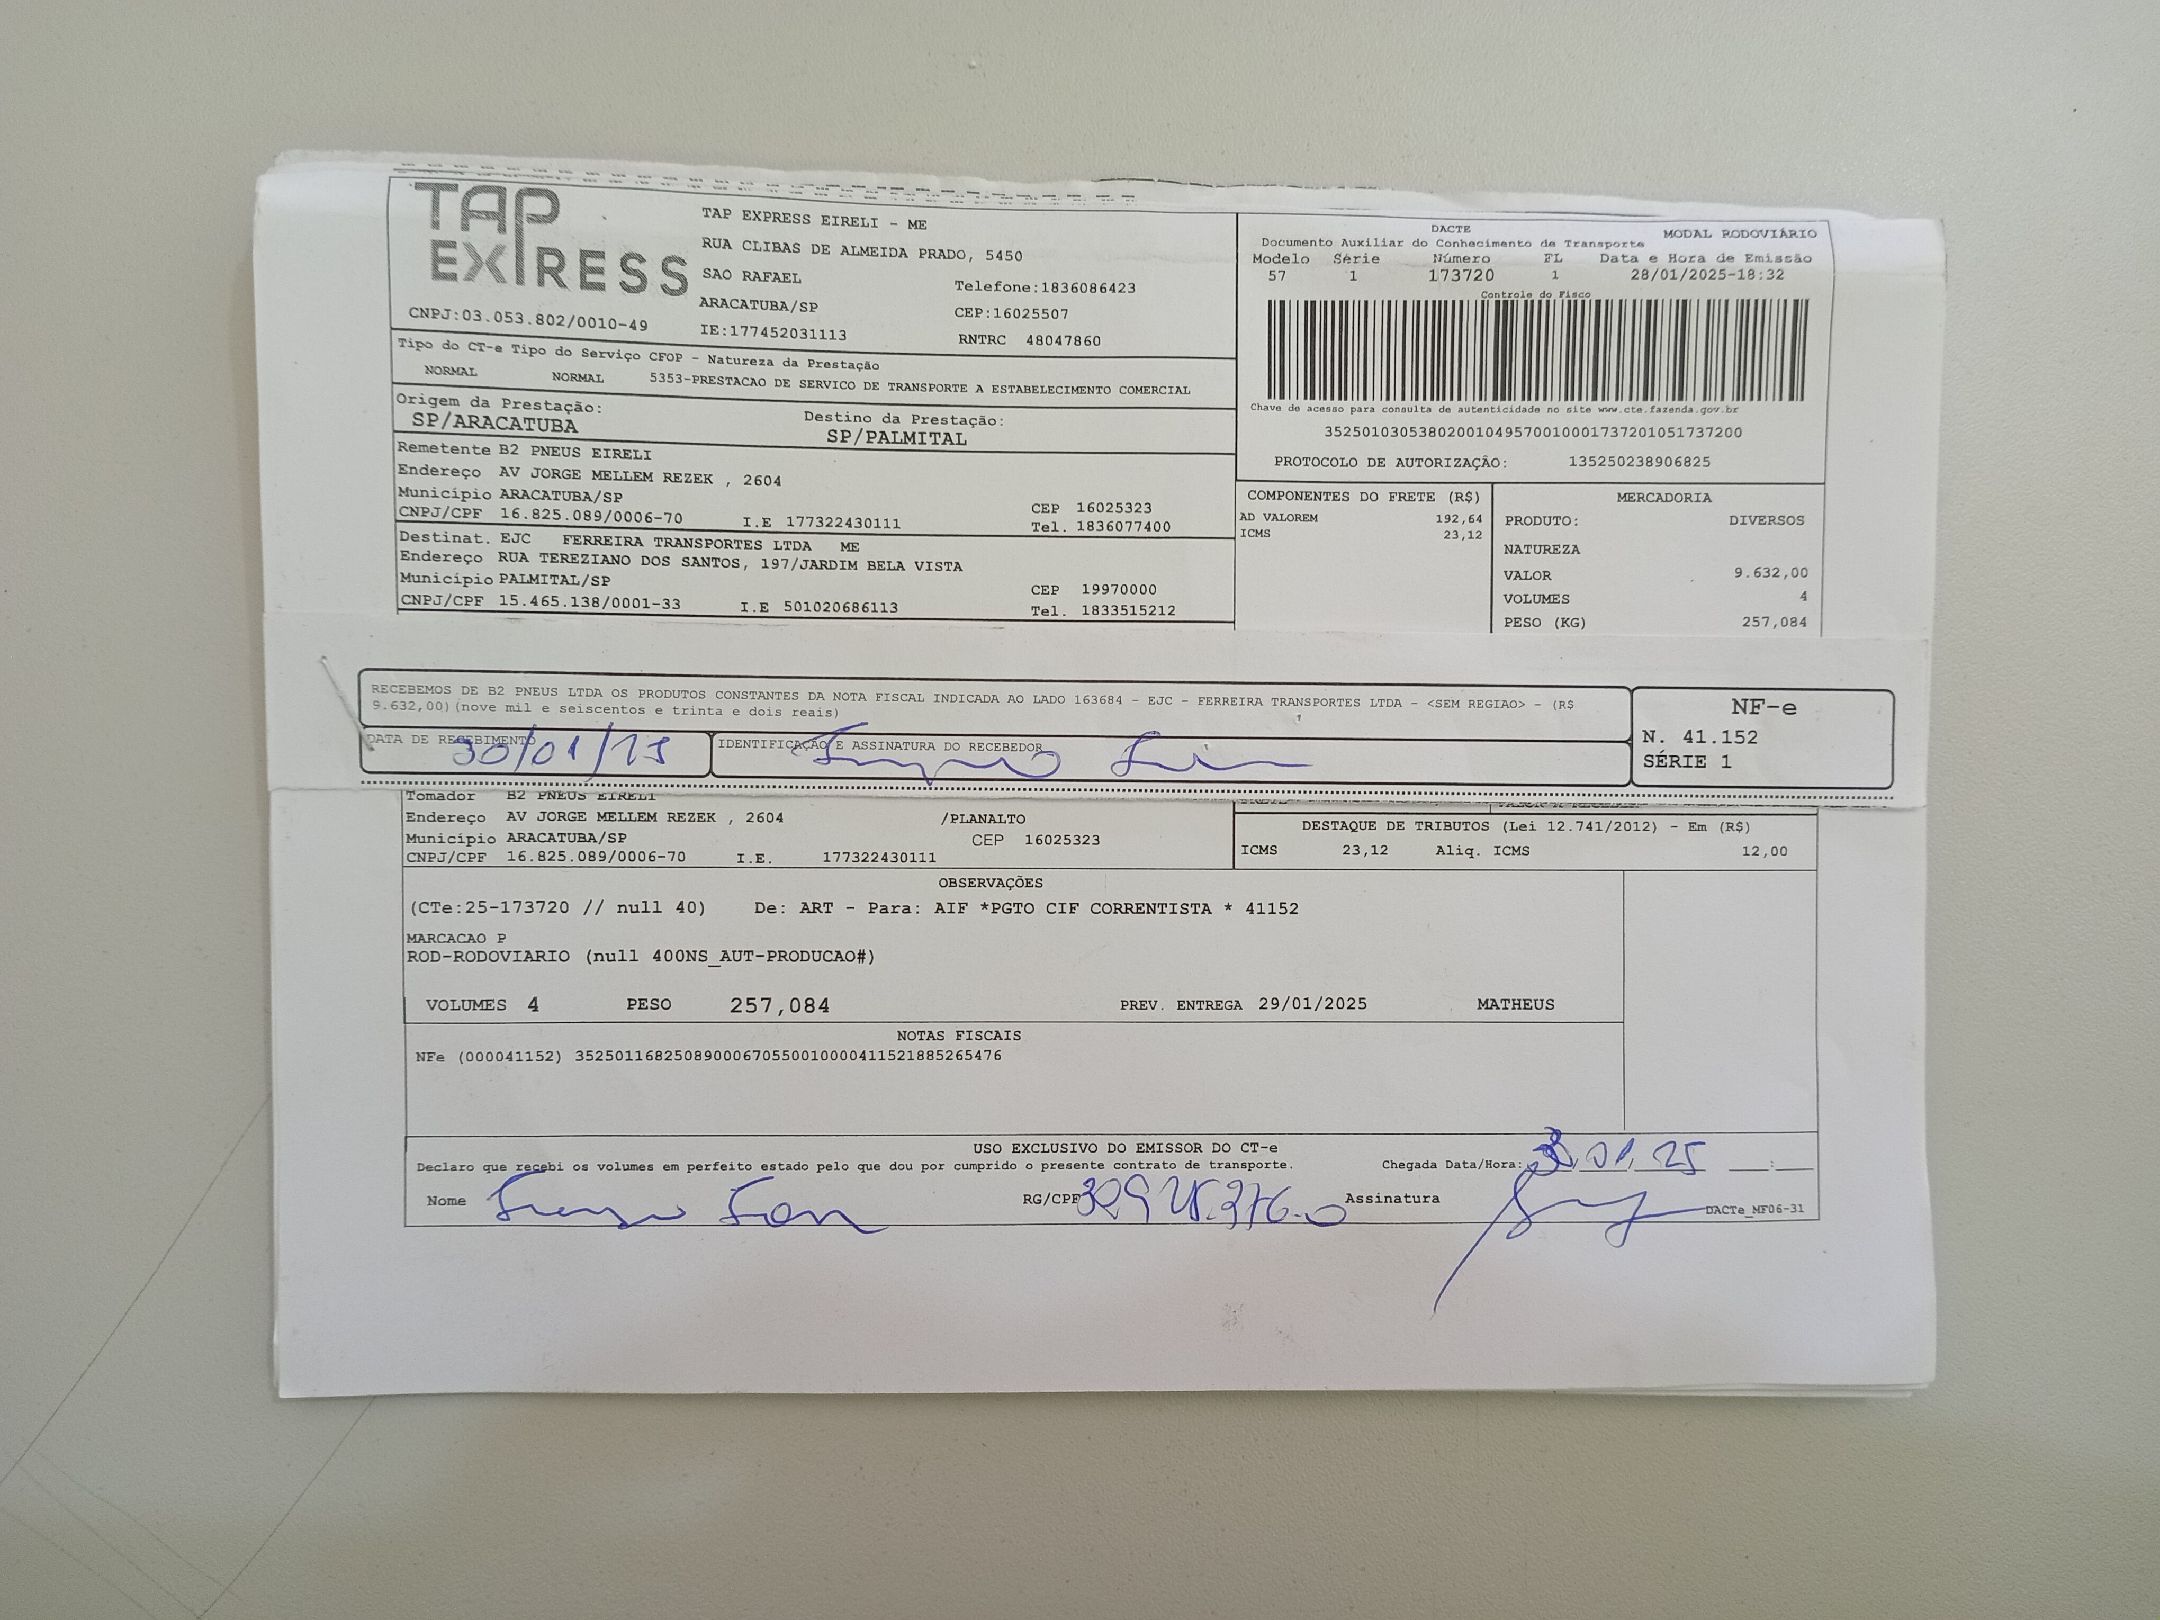 TAP EXPRESS
TAP EXPRESS EIRELI - ME
RUA CLIBAS DE ALMEIDA PRADO, 5450
SAO RAFAEL
Telefone:1836086423
ARACATUBA/SP
CEP:16025507
CNPJ:03.053.802/0010-49
IE:177452031113
RNTRC 48047860
DACTE
MODAL RODOVIÁRIO
Documento Auxiliar do Conhecimento de Transporte
Modelo Série Número FL Data e Hora de Emissão
57 1 173720 1 28/01/2025-18:32
Controle do Fisco
Chave de acesso para consulta de autenticidade no site www.cte.fazenda.gov.br
35250103053802001049570010001737201051737200
PROTOCOLO DE AUTORIZAÇÃO: 135250238906825
Tipo do CT-e Tipo do Serviço CFOP - Natureza da Prestação
NORMAL NORMAL 5353-PRESTACAO DE SERVICO DE TRANSPORTE A ESTABELECIMENTO COMERCIAL
Origem da Prestação: Destino da Prestação:
SP/ARACATUBA SP/PALMITAL
Remetente B2 PNEUS EIRELI
Endereço AV JORGE MELLEM REZEK , 2604
Município ARACATUBA/SP CEP 16025323
CNPJ/CPF 16.825.089/0006-70 I.E 177322430111 Tel. 1836077400
Destinat. EJC FERREIRA TRANSPORTES LTDA ME
Endereço RUA TEREZIANO DOS SANTOS, 197/JARDIM BELA VISTA
Município PALMITAL/SP CEP 19970000
CNPJ/CPF 15.465.138/0001-33 I.E 501020686113 Tel. 1833515212
COMPONENTES DO FRETE (R$)
AD VALOREM 192,64
ICMS 23,12
MERCADORIA
PRODUTO: DIVERSOS
NATUREZA
VALOR 9.632,00
VOLUMES 4
PESO (KG) 257,084
RECEBEMOS DE B2 PNEUS LTDA OS PRODUTOS CONSTANTES DA NOTA FISCAL INDICADA AO LADO 163684 - EJC - FERREIRA TRANSPORTES LTDA - <SEM REGIAO> - (R$
9.632,00)(nove mil e seiscentos e trinta e dois reais)
DATA DE RECEBIMENTO
30/01/25
IDENTIFICAÇÃO E ASSINATURA DO RECEBEDOR
NF-e
N. 41.152
SÉRIE 1
Tomador B2 PNEUS EIRELI
Endereço AV JORGE MELLEM REZEK , 2604 /PLANALTO
Município ARACATUBA/SP CEP 16025323
CNPJ/CPF 16.825.089/0006-70 I.E. 177322430111
DESTAQUE DE TRIBUTOS (Lei 12.741/2012) - Em (R$)
ICMS 23,12 Aliq. ICMS 12,00
OBSERVAÇÕES
(CTe:25-173720 // null 40) De: ART - Para: AIF *PGTO CIF CORRENTISTA * 41152
MARCACAO P
ROD-RODOVIARIO (null 400NS_AUT-PRODUCAO#)
VOLUMES 4 PESO 257,084 PREV. ENTREGA 29/01/2025 MATHEUS
NOTAS FISCAIS
NFe (000041152) 35250116825089000670550010000411521885265476
USO EXCLUSIVO DO EMISSOR DO CT-e
Declaro que recebi os volumes em perfeito estado pelo que dou por cumprido o presente contrato de transporte.
Chegada Data/Hora: 30.01.25
Nome
RG/CPF
Assinatura
DACTe_MF06-31